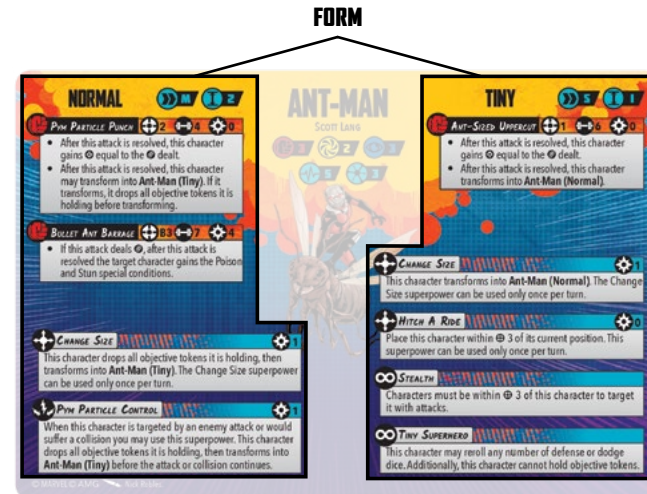 FORM
NORMAL
M 2
PYM PARTICLE PUNCH 2 4 0
• After this attack is resolved, this character
gains equal to the dealt.
• After this attack is resolved, this character
may transform into Ant-Man (Tiny). If it
transforms, it drops all objective tokens it is
holding before transforming.
BULLET ANT BARRAGE B3 7 4
• If this attack deals , after this attack is
resolved the target character gains the Poison
and Stun special conditions.
CHANGE SIZE 1
This character drops all objective tokens it is holding, then
transforms into Ant-Man (Tiny). The Change Size superpower
can be used only once per turn.
PYM PARTICLE CONTROL 1
When this character is targeted by an enemy attack or would
suffer a collision you may use this superpower. This character
drops all objective tokens it is holding, then transforms into
Ant-Man (Tiny) before the attack or collision continues.
ANT-MAN
SCOTT LANG
3 2 3
5 3
TINY
S 1
ANT-SIZED UPPERCUT 1 6 0
• After this attack is resolved, this character
gains equal to the dealt.
• After this attack is resolved, this character
transforms into Ant-Man (Normal).
CHANGE SIZE 1
This character transforms into Ant-Man (Normal). The Change
Size superpower can be used only once per turn.
HITCH A RIDE 0
Place this character within 3 of its current position. This
superpower can be used only once per turn.
STEALTH
Characters must be within 3 of this character to target
it with attacks.
TINY SUPERHERO
This character may reroll any number of defense or dodge
dice. Additionally, this character cannot hold objective tokens.
© MARVEL © AMG